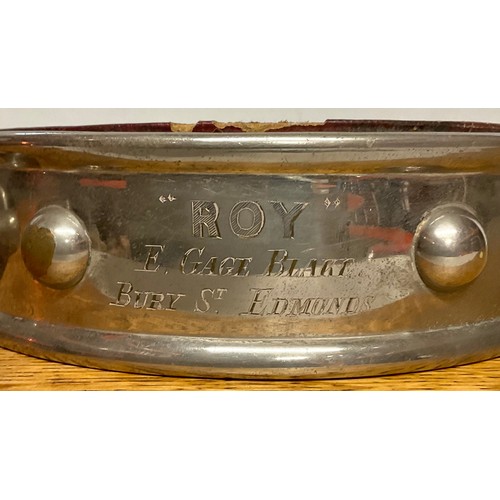 "ROY"
E. GAGE BLAKE
BURY ST. EDMONDS